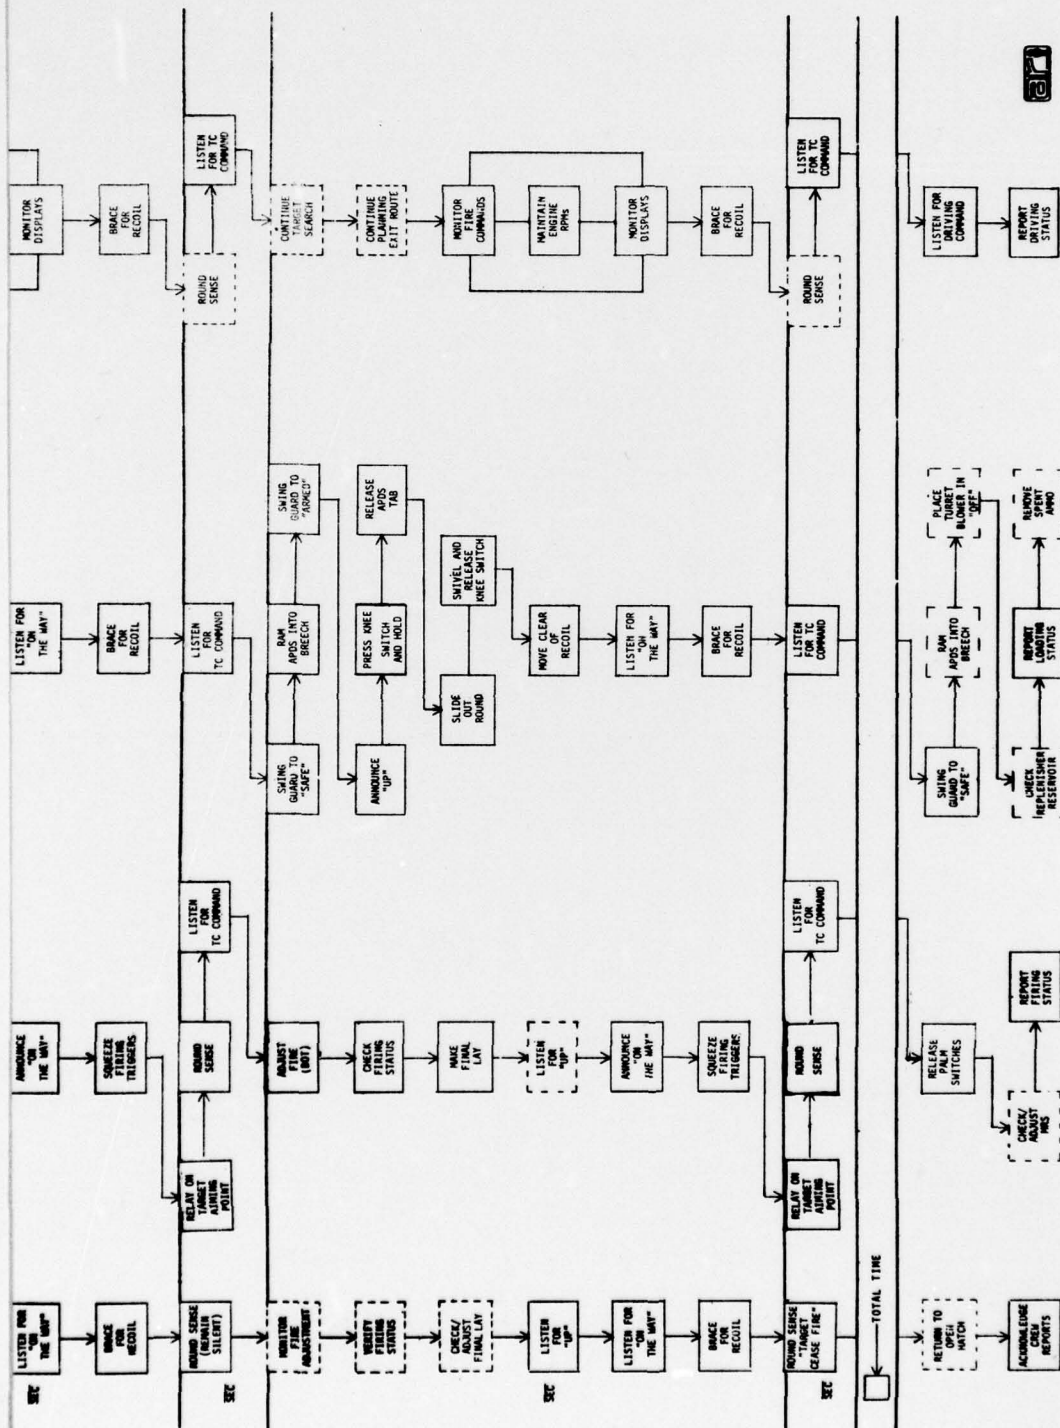 LISTEN FOR
"ON
THE WAY"
SEC
ANNOUNCE
"ON
THE WAY"
LISTEN FOR
"ON
THE WAY"
MONITOR
DISPLAYS
BRACE
FOR
RECOIL
SQUEEZE
FIRING
TRIGGERS
BRACE
FOR
RECOIL
BRACE
FOR
RECOIL
ROUND SENSE
(REMAIN
SILENT)
SEC
RELAY ON
TARGET
AIMING
POINT
ROUND
SENSE
LISTEN
FOR
TC COMMAND
LISTEN
FOR
TC COMMAND
ROUND
SENSE
LISTEN
FOR TC
COMMAND
MONITOR
FIRE
ADJUSTMENT
ADJUST
FIRE
(BOT)
SWING
GUARD TO
"SAFE"
RAM
APDS INTO
BREECH
SWING
GUARD TO
"ARMED"
CONTINUE
TARGET
SEARCH
VERIFY
FIRING
STATUS
CHECK
FIRING
STATUS
ANNOUNCE
"UP"
PRESS KNEE
SWITCH
AND HOLD
RELEASE
APDS
TAB
CONTINUE
PLANNING
EXIT ROUTE
CHECK/
ADJUST
FINAL LAY
MAKE
FINAL
LAY
SLIDE
OUT
ROUND
SWIVEL AND
RELEASE
KNEE SWITCH
MONITOR
FIRE
COMMANDS
LISTEN
FOR
"UP"
SEC
LISTEN
FOR
"UP"
MOVE CLEAR
OF
RECOIL
MAINTAIN
ENGINE
RPMs
LISTEN FOR
"ON
THE WAY"
ANNOUNCE
"ON
THE WAY"
LISTEN FOR
"ON
THE WAY"
MONITOR
DISPLAYS
BRACE
FOR
RECOIL
SQUEEZE
FIRING
TRIGGERS
BRACE
FOR
RECOIL
BRACE
FOR
RECOIL
ROUND SENSE
"TARGET
CEASE FIRE"
SEC
RELAY ON
TARGET
AIMING
POINT
ROUND
SENSE
LISTEN
FOR
TC COMMAND
LISTEN
FOR TC
COMMAND
ROUND
SENSE
LISTEN
FOR TC
COMMAND
TOTAL TIME
RETURN TO
OPEN
HATCH
RELEASE
PALM
SWITCHES
SWING
GUARD TO
"SAFE"
RAM
APDS INTO
BREECH
PLACE
TURRET
BLOWER IN
"OFF"
LISTEN FOR
DRIVING
COMMAND
ACKNOWLEDGE
CREW
REPORTS
CHECK/
ADJUST
MRS
REPORT
FIRING
STATUS
CHECK
REPLENISHER
RESERVOIR
REPORT
LOADING
STATUS
REMOVE
SPENT
AMMO
REPORT
DRIVING
STATUS
ari